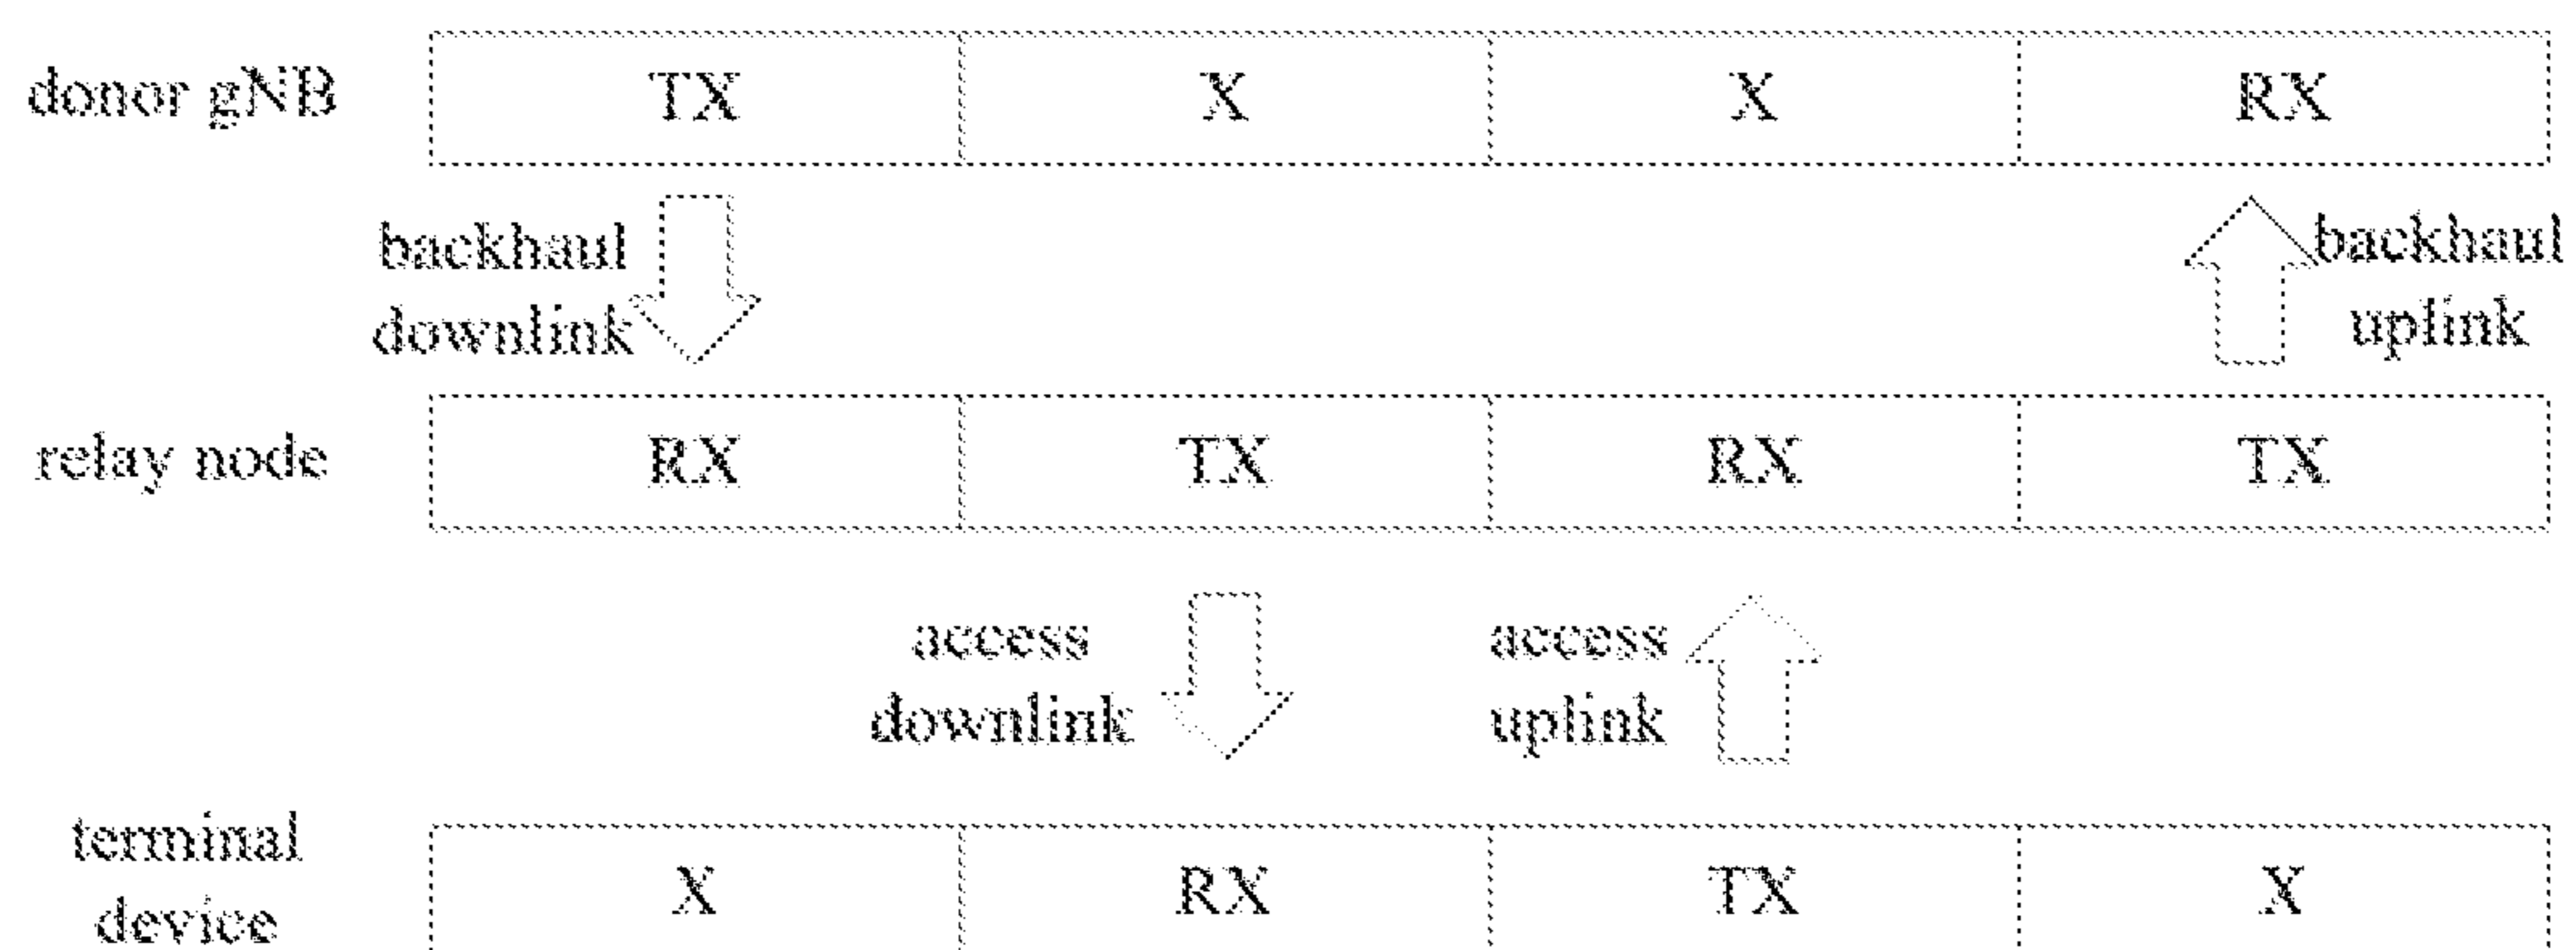 donor gNB TX X X RX
backhaul
downlink
backhaul
uplink
relay node RX TX RX TX
access
downlink
access
uplink
terminal
device
X RX TX X